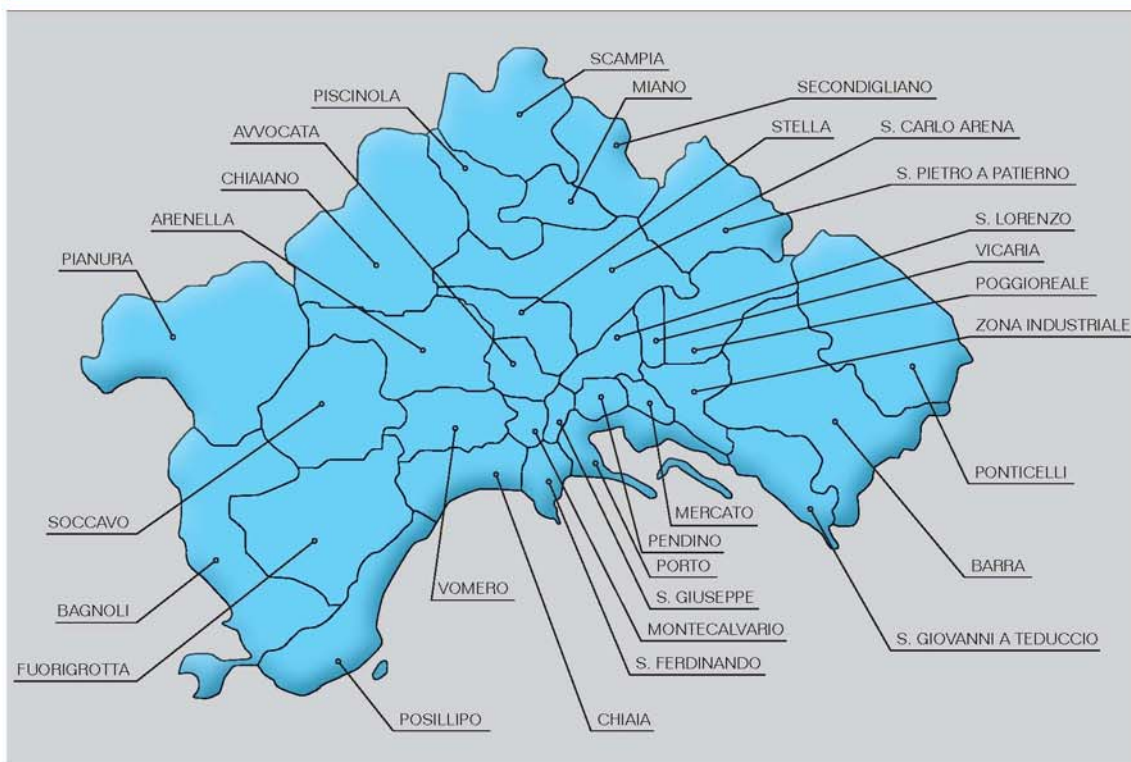 SCAMPIA
MIANO
PISCINOLA
SECONDIGLIANO
AVVOCATA
STELLA
S. CARLO ARENA
CHIAIANO
S. PIETRO A PATIERNO
ARENELLA
S. LORENZO
PIANURA
VICARIA
POGGIOREALE
ZONA INDUSTRIALE
PONTICELLI
SOCCAVO
MERCATO
PENDINO
BARRA
PORTO
VOMERO
S. GIUSEPPE
BAGNOLI
MONTECALVARIO
S. GIOVANNI A TEDUCCIO
S. FERDINANDO
FUORIGROTTA
POSILLIPO
CHIAIA